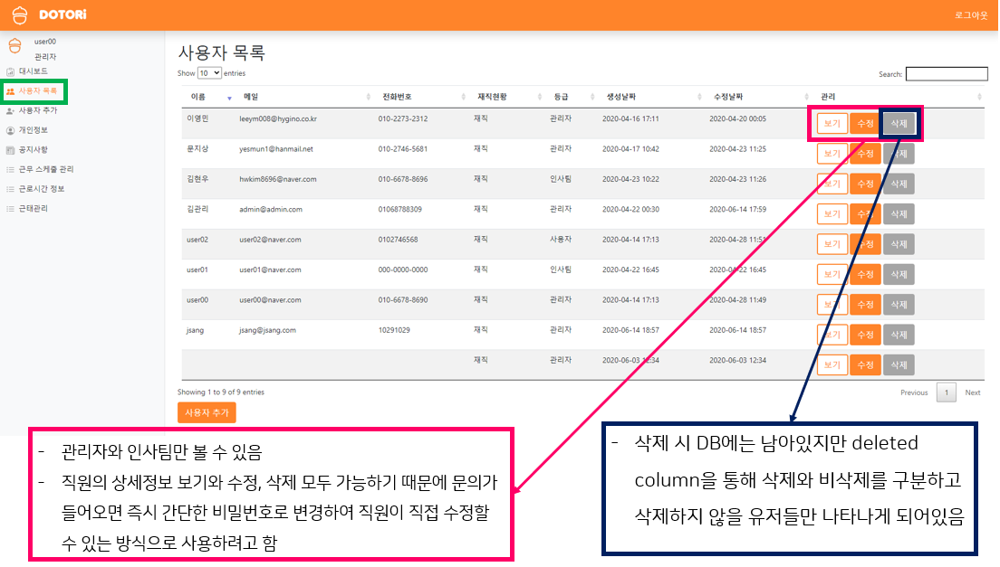 DOTORi
로그아웃
user00
관리자
대시보드
사용자 목록
사용자 추가
개인정보
공지사항
근무 스케줄 관리
근로시간 정보
근태관리
사용자 목록
Show 10 entries
Search:
이름 메일 전화번호 재직현황 등급 생성날짜 수정날짜 관리
이영민 leeym008@hygino.co.kr 010-2273-2312 재직 관리자 2020-04-16 17:11 2020-04-20 00:05 보기 수정 삭제
문지상 yesmun1@hanmail.net 010-2746-5681 재직 관리자 2020-04-17 10:42 2020-04-23 11:25 보기 수정 삭제
김현우 hwkim8696@naver.com 010-6678-8696 재직 인사팀 2020-04-23 10:22 2020-04-23 11:26 보기 수정 삭제
김관리 admin@admin.com 01068788309 재직 관리자 2020-04-22 00:30 2020-06-14 17:59 보기 수정 삭제
user02 user02@naver.com 0102746568 재직 사용자 2020-04-14 17:13 2020-04-28 11:51 보기 수정 삭제
user01 user01@naver.com 000-0000-0000 재직 인사팀 2020-04-22 16:45 2020-04-22 16:45 보기 수정 삭제
user00 user00@naver.com 010-6678-8690 재직 관리자 2020-04-14 17:13 2020-04-28 11:49 보기 수정 삭제
jsang jsang@jsang.com 10291029 재직 관리자 2020-06-14 18:57 2020-06-14 18:57 보기 수정 삭제
재직 관리자 2020-06-03 12:34 2020-06-03 12:34 보기 수정 삭제
Showing 1 to 9 of 9 entries
Previous 1 Next
사용자 추가
- 관리자와 인사팀만 볼 수 있음
- 직원의 상세정보 보기와 수정, 삭제 모두 가능하기 때문에 문의가
들어오면 즉시 간단한 비밀번호로 변경하여 직원이 직접 수정할
수 있는 방식으로 사용하려고 함
- 삭제 시 DB에는 남아있지만 deleted
column을 통해 삭제와 비삭제를 구분하고
삭제하지 않을 유저들만 나타나게 되어있음